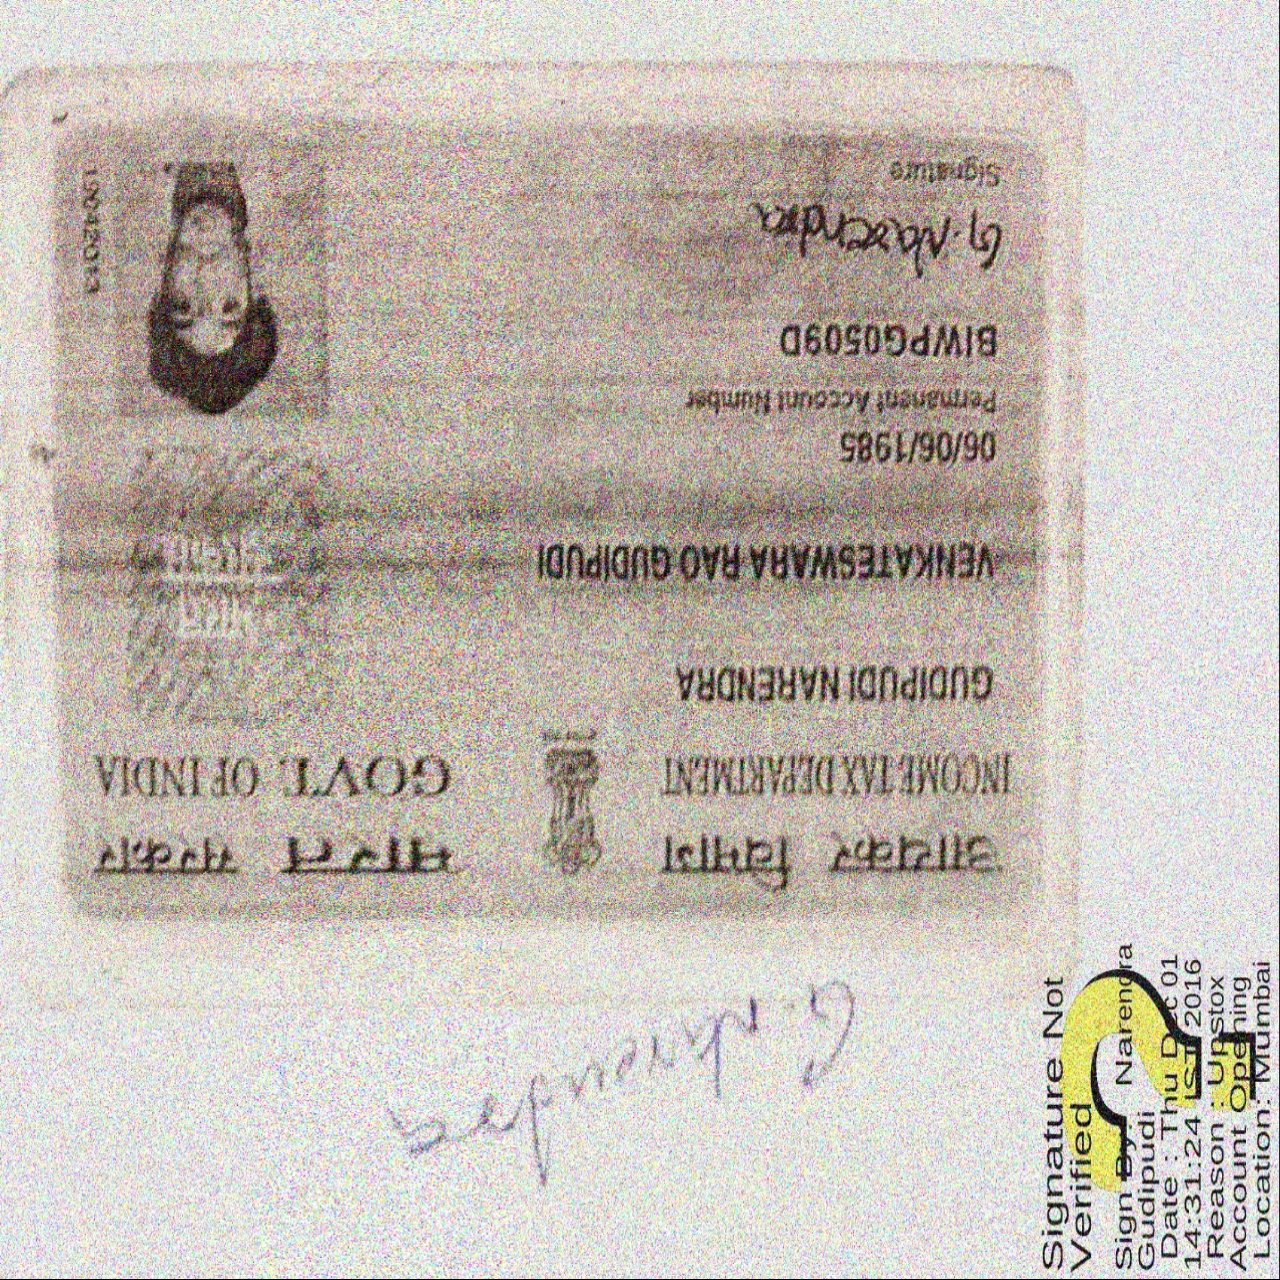 आयकर विभाग
INCOME TAX DEPARTMENT
भारत सरकार
GOVT. OF INDIA
GUDIPUDI NARENDRA
VENKATESWARA RAO GUDIPUDI
06/06/1985
Permanent Account Number
BIWPG0509D
G. Narendra
Signature
G. Narendra
Signature Not
Verified
Sign By: Narendra
Gudipudi
Date : Thu Dec 01
14:31:24 IST 2016
Reason : Upstox
Account Opening
Location: Mumbai